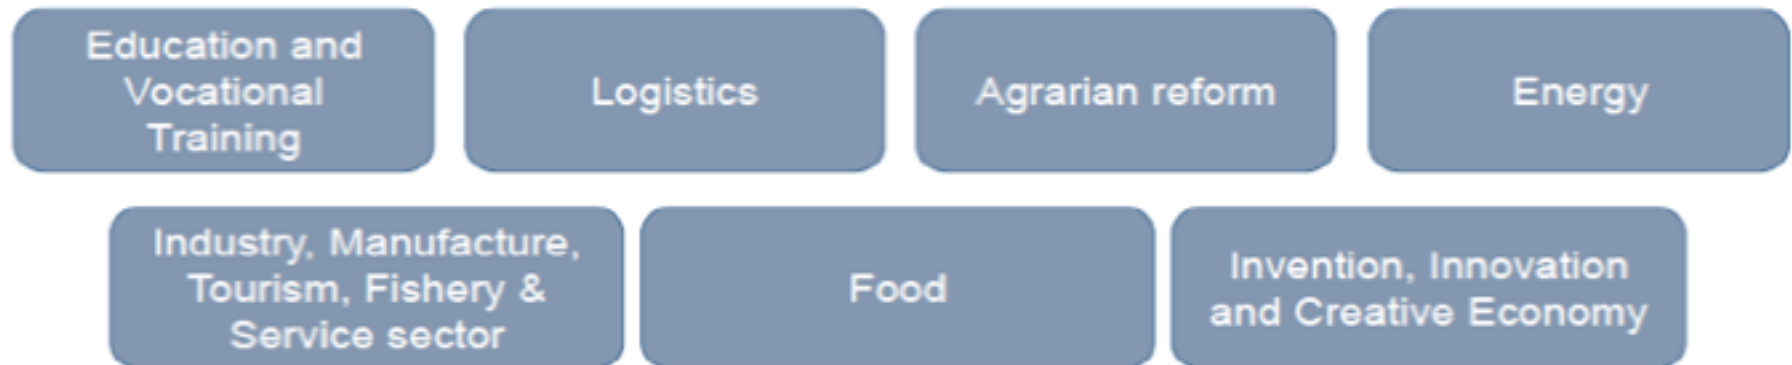 Education and
Vocational
Training
Logistics
Agrarian reform
Energy
Industry, Manufacture,
Tourism, Fishery &
Service sector
Food
Invention, Innovation
and Creative Economy